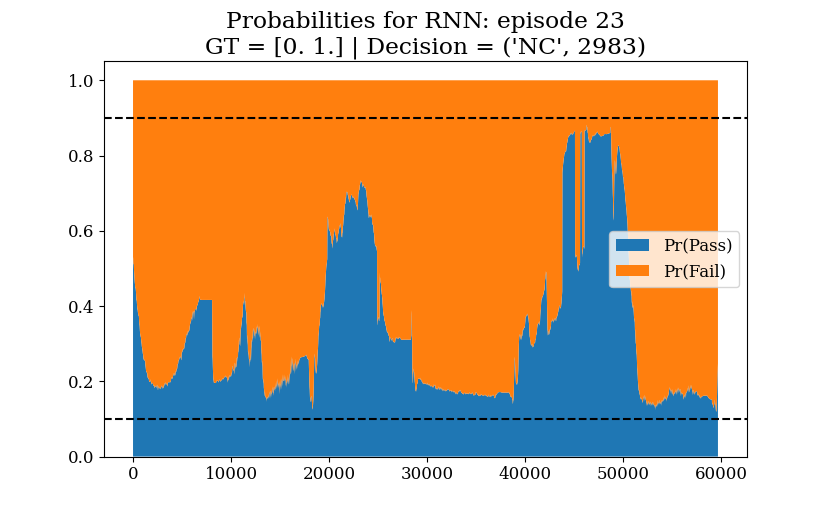 Probabilities for RNN: episode 23
GT = [0. 1.] | Decision = ('NC', 2983)
1.0
0.8
0.6
0.4
0.2
0.0
Pr(Pass)
Pr(Fail)
0 10000 20000 30000 40000 50000 60000